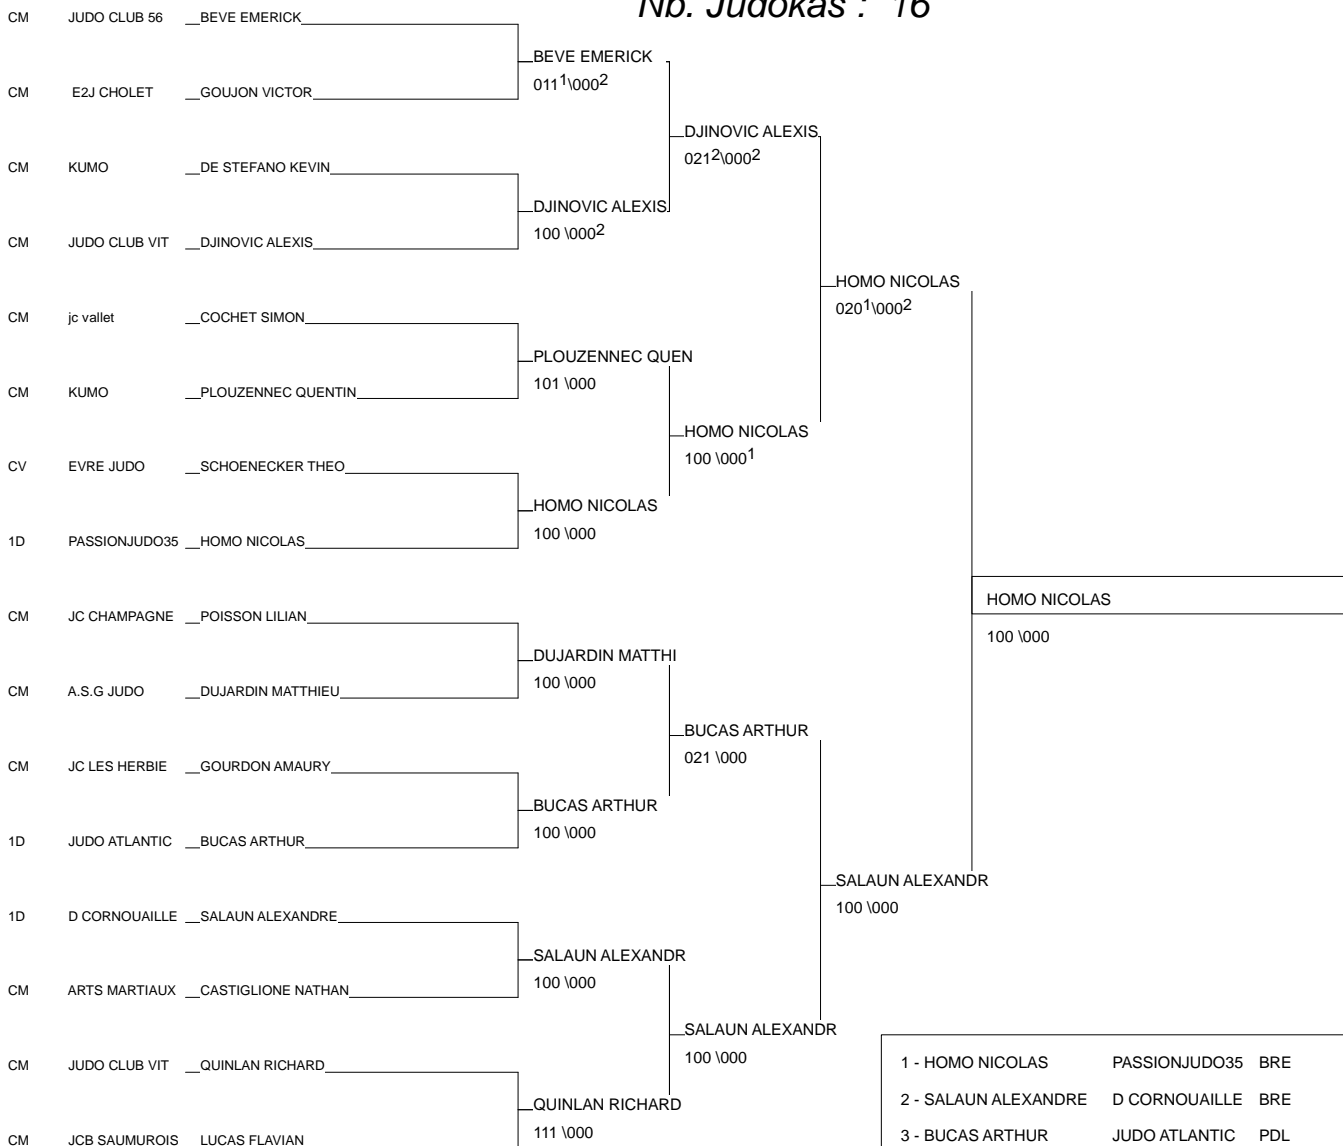 Nb. Judokas : 16
CM JUDO CLUB 56 BEVE EMERICK
BEVE EMERICK
011¹\000²
CM E2J CHOLET GOUJON VICTOR
DJINOVIC ALEXIS
021²\000²
CM KUMO DE STEFANO KEVIN
DJINOVIC ALEXIS
100 \000²
CM JUDO CLUB VIT DJINOVIC ALEXIS
HOMO NICOLAS
020¹\000²
CM jc vallet COCHET SIMON
PLOUZENNEC QUEN
101 \000
CM KUMO PLOUZENNEC QUENTIN
HOMO NICOLAS
100 \000¹
CV EVRE JUDO SCHOENECKER THEO
HOMO NICOLAS
100 \000
1D PASSIONJUDO35 HOMO NICOLAS
HOMO NICOLAS
100 \000
CM JC CHAMPAGNE POISSON LILIAN
DUJARDIN MATTHI
100 \000
CM A.S.G JUDO DUJARDIN MATTHIEU
BUCAS ARTHUR
021 \000
CM JC LES HERBIE GOURDON AMAURY
BUCAS ARTHUR
100 \000
1D JUDO ATLANTIC BUCAS ARTHUR
SALAUN ALEXANDR
100 \000
1D D CORNOUAILLE SALAUN ALEXANDRE
SALAUN ALEXANDR
100 \000
CM ARTS MARTIAUX CASTIGLIONE NATHAN
SALAUN ALEXANDR
100 \000
CM JUDO CLUB VIT QUINLAN RICHARD
QUINLAN RICHARD
111 \000
CM JCB SAUMUROIS LUCAS FLAVIAN
1 - HOMO NICOLAS PASSIONJUDO35 BRE
2 - SALAUN ALEXANDRE D CORNOUAILLE BRE
3 - BUCAS ARTHUR JUDO ATLANTIC PDL